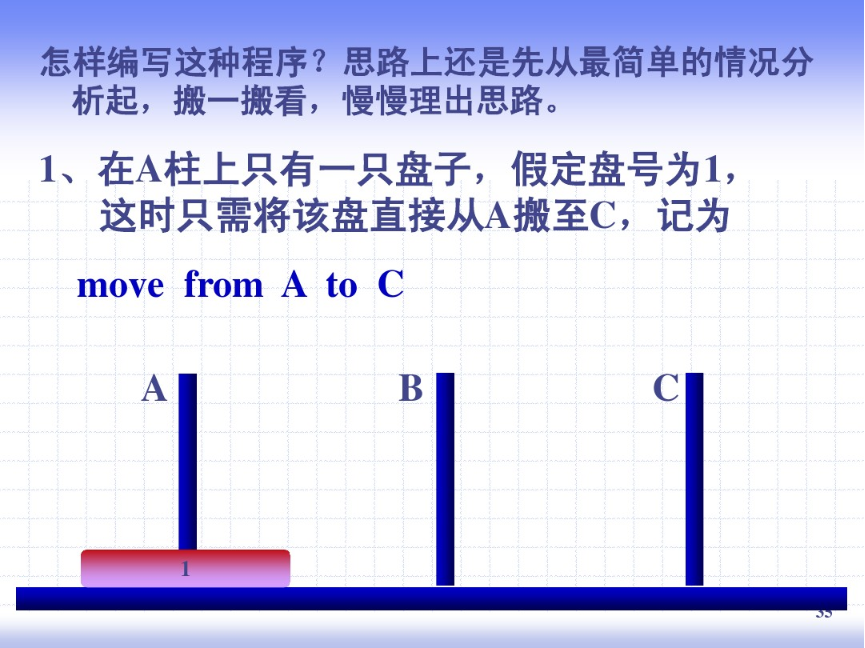 怎样编写这种程序？思路上还是先从最简单的情况分
析起，搬一搬看，慢慢理出思路。
1、在A柱上只有一只盘子，假定盘号为1，
这时只需将该盘直接从A搬至C，记为
move from A to C
A B C
1
35